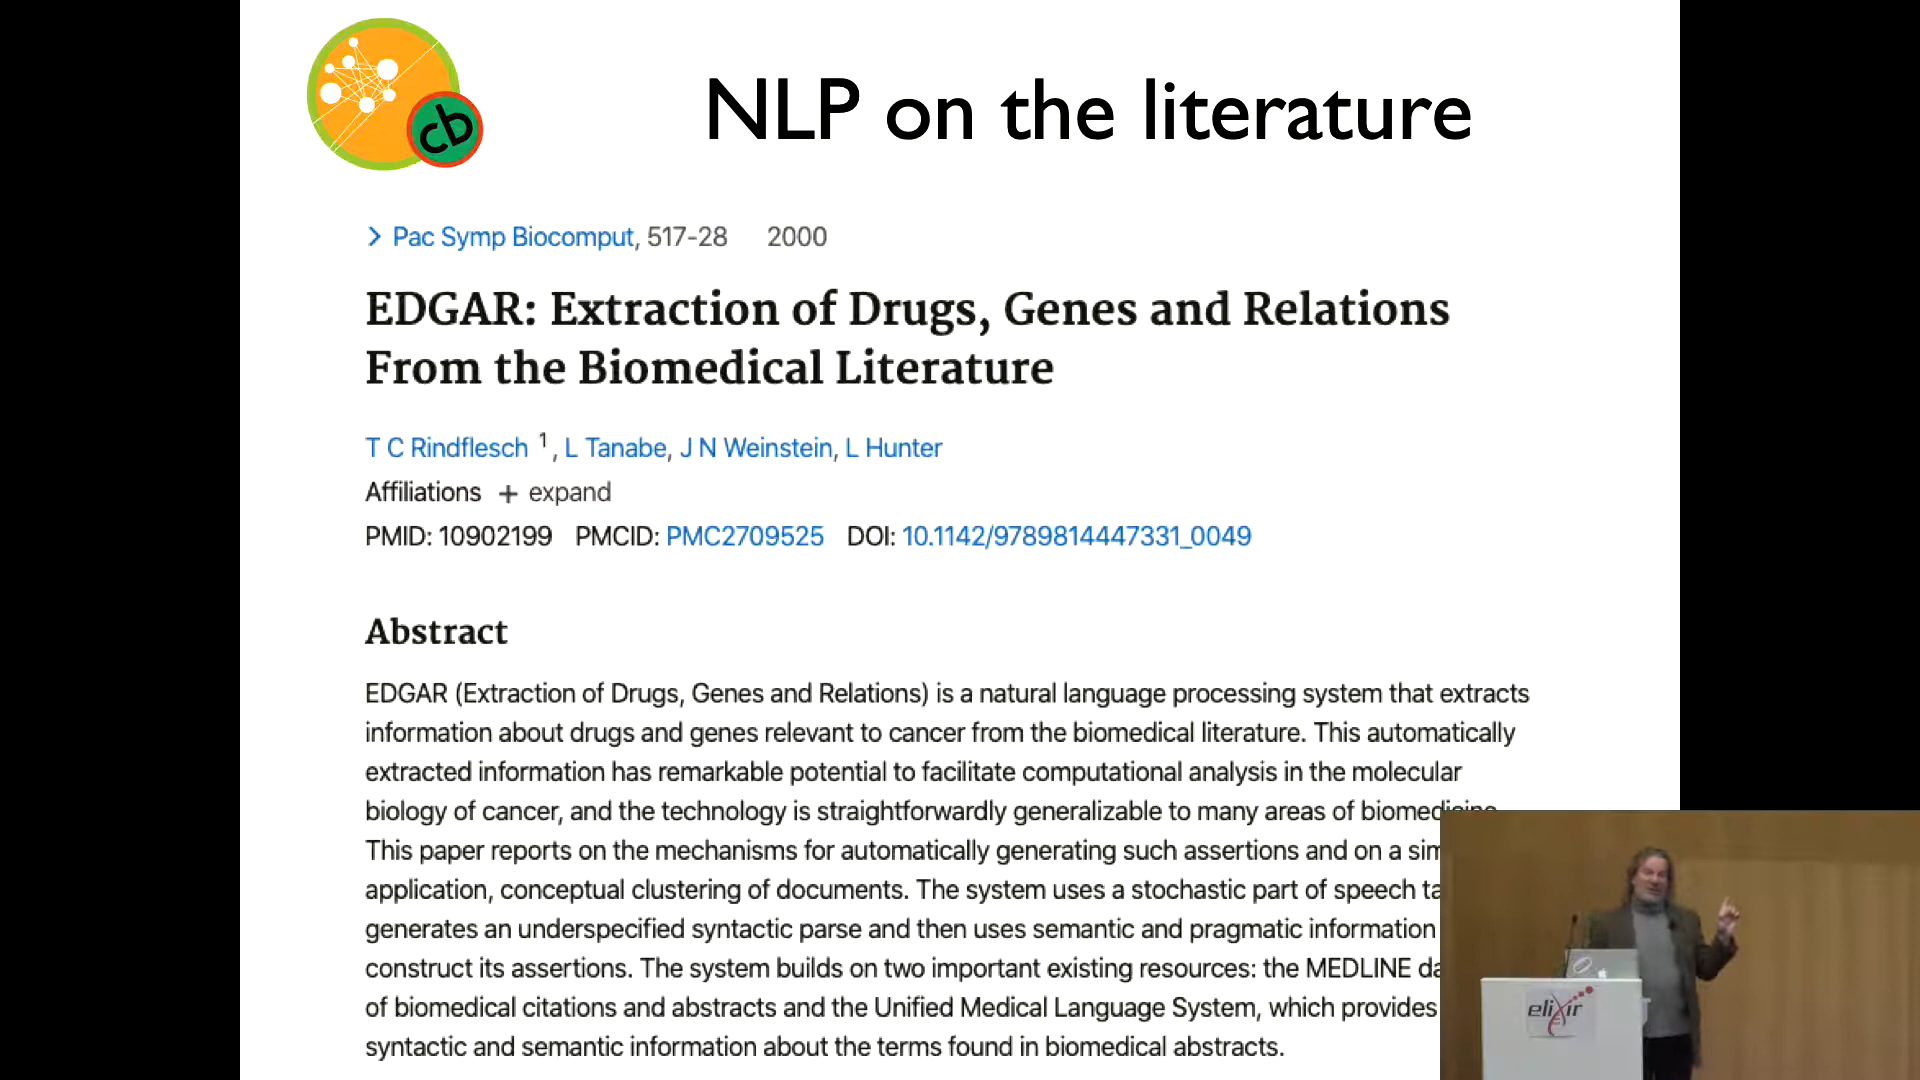 cb
NLP on the literature
> Pac Symp Biocomput, 517-28 2000
EDGAR: Extraction of Drugs, Genes and Relations
From the Biomedical Literature
T C Rindflesch 1, L Tanabe, J N Weinstein, L Hunter
Affiliations + expand
PMID: 10902199 PMCID: PMC2709525 DOI: 10.1142/9789814447331_0049
Abstract
EDGAR (Extraction of Drugs, Genes and Relations) is a natural language processing system that extracts
information about drugs and genes relevant to cancer from the biomedical literature. This automatically
extracted information has remarkable potential to facilitate computational analysis in the molecular
biology of cancer, and the technology is straightforwardly generalizable to many areas of biomedicine.
This paper reports on the mechanisms for automatically generating such assertions and on a
application, conceptual clustering of documents. The system uses a stochastic part of speech
generates an underspecified syntactic parse and then uses semantic and pragmatic information
construct its assertions. The system builds on two important existing resources: the MEDLINE
of biomedical citations and abstracts and the Unified Medical Language System, which provides
syntactic and semantic information about the terms found in biomedical abstracts.
elixir